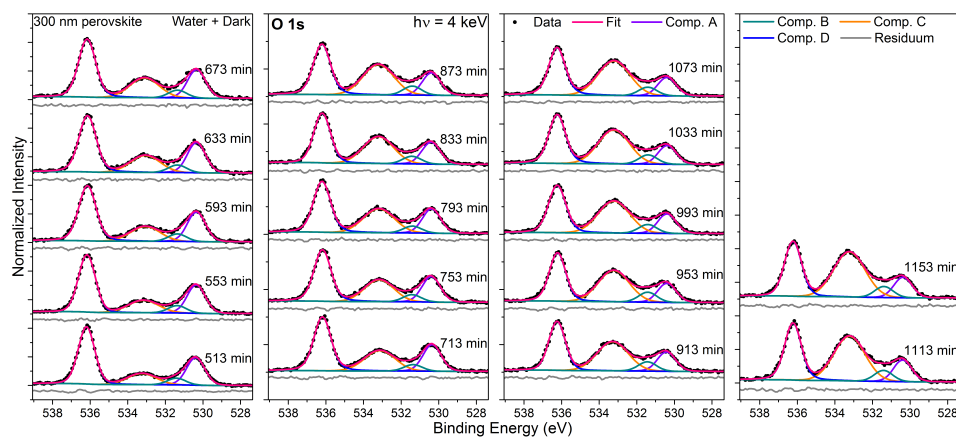 300 nm perovskite Water + Dark
O 1s hν = 4 keV
Data Fit Comp. A
Comp. B Comp. C
Comp. D Residuum
673 min
633 min
593 min
553 min
513 min
873 min
833 min
793 min
753 min
713 min
1073 min
1033 min
993 min
953 min
913 min
1153 min
1113 min
Normalized Intensity
538 536 534 532 530 528
538 536 534 532 530 528
538 536 534 532 530 528
538 536 534 532 530 528
Binding Energy (eV)